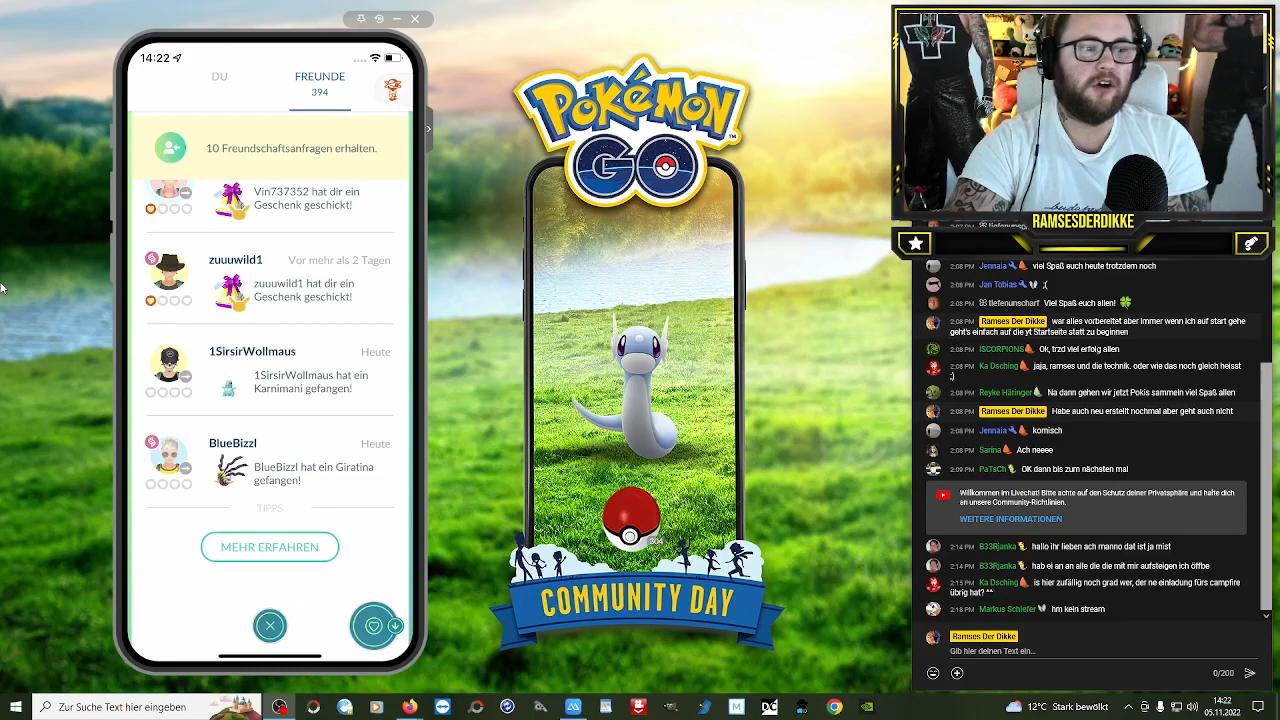 14:22
DU
FREUNDE
394
10 Freundschaftsanfragen erhalten.
Vin737352 hat dir ein
Geschenk geschickt!
zuuuwild1
Vor mehr als 2 Tagen
zuuuwild1 hat dir ein
Geschenk geschickt!
1SirsirWollmaus
Heute
1SirsirWollmaus hat ein
Karnimani gefangen!
BlueBizzl
Heute
BlueBizzl hat ein Giratina
gefangen!
TIPPS
MEHR ERFAHREN
POKÉMON
TM
GO
COMMUNITY DAY
RAMSESDERDIKKE
2:08 PM Jennaia viel Spaß euch heute trotzdem noch
2:08 PM Jan Tobias ;(
2:08 PM tiefenunscharf Viel Spaß euch allen!
2:08 PM Ramses Der Dikke war alles vorbereitet aber immer wenn ich auf start gehe
geht's einfach auf die yt Startseite statt zu beginnen
2:08 PM ISCORPIONS Ok, trzd viel erfolg allen
2:08 PM Ka Dsching jaja, ramses und die technik. oder wie das noch gleich heisst
;)
2:08 PM Reyke Häringer Na dann gehen wir jetzt Pokis sammeln viel Spaß allen
2:08 PM Ramses Der Dikke Habe auch neu erstellt nochmal aber geht auch nicht
2:08 PM Jennaia komisch
2:08 PM Sarina Ach neeee
2:09 PM PaTsCh OK dann bis zum nächsten mal
Willkommen im Livechat! Bitte achte auf den Schutz deiner Privatsphäre und halte dich
an unsere Community-Richtlinien.
WEITERE INFORMATIONEN
2:14 PM B33Rjanka hallo ihr lieben ach manno dat ist ja mist
2:14 PM B33Rjanka hab ei an an alle die die mit mir aufsteigen ich öffbe
2:15 PM Ka Dsching is hier zufällig noch grad wer, der ne einladung fürs campfire
übrig hat? ^^
2:18 PM Markus Schiefer hm kein stream
Ramses Der Dikke
Gib hier deinen Text ein...
0/200
Zur Suche Text hier eingeben
M
DC
14:22
05.11.2022